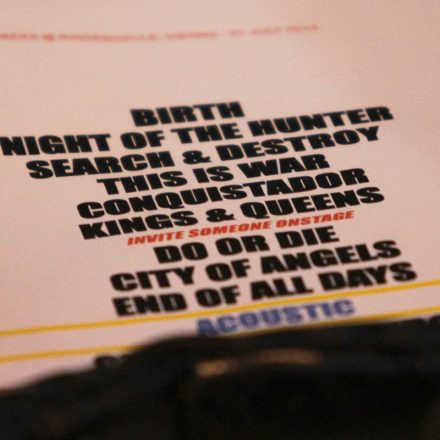 BIRTH
NIGHT OF THE HUNTER
SEARCH & DESTROY
THIS IS WAR
CONQUISTADOR
KINGS & QUEENS
INVITE SOMEONE ONSTAGE
DO OR DIE
CITY OF ANGELS
END OF ALL DAYS
ACOUSTIC